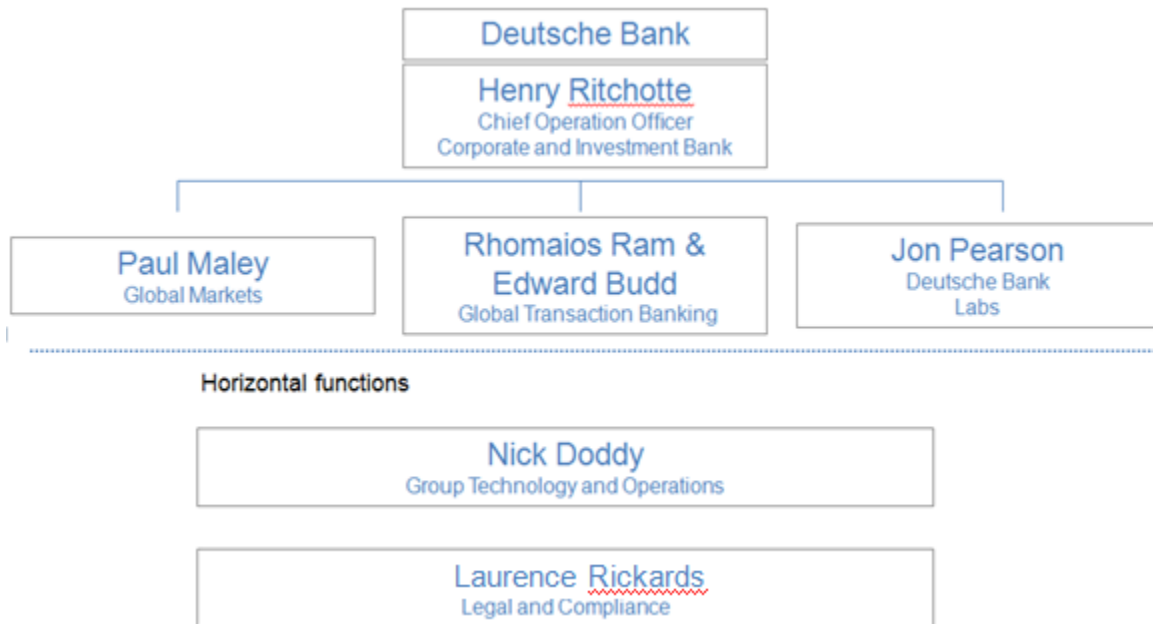 Deutsche Bank
Henry Ritchotte
Chief Operation Officer
Corporate and Investment Bank
Paul Maley
Global Markets
Rhomaios Ram &
Edward Budd
Global Transaction Banking
Jon Pearson
Deutsche Bank
Labs
Horizontal functions
Nick Doddy
Group Technology and Operations
Laurence Rickards
Legal and Compliance